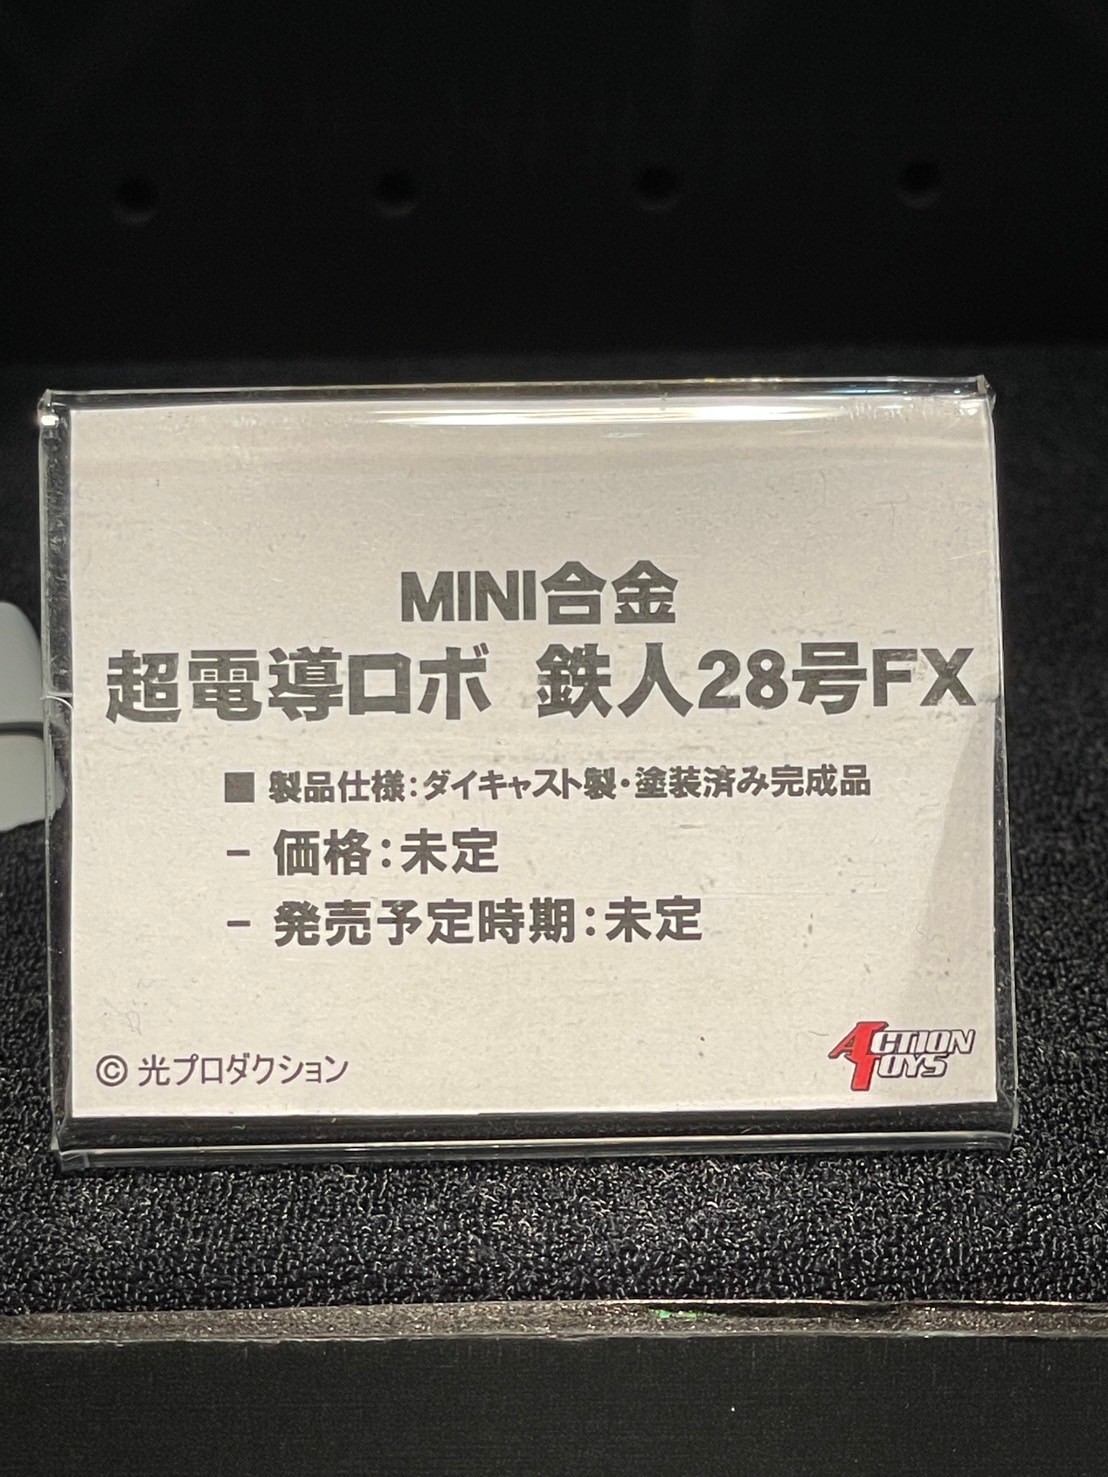 MINI合金
超電導ロボ 鉄人28号FX
■ 製品仕様：ダイキャスト製・塗装済み完成品
- 価格：未定
- 発売予定時期：未定
© 光プロダクション
ACTION
TOYS